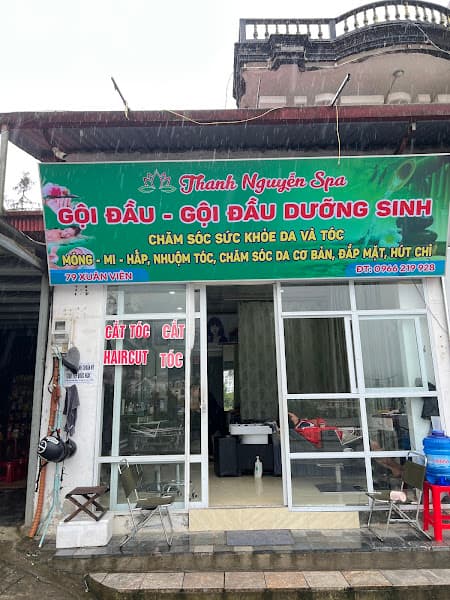 Thanh Nguyễn Spa
GỘI ĐẦU - GỘI ĐẦU DƯỠNG SINH
CHĂM SÓC SỨC KHỎE DA VÀ TÓC
MÓNG - MI - HẤP, NHUỘM TÓC, CHĂM SÓC DA CƠ BẢN, ĐẮP MẶT, HÚT CHÌ
79 XUÂN VIÊN
ĐT: 0966 219 928
CẮT TÓC
HAIRCUT
CẮT
TÓC